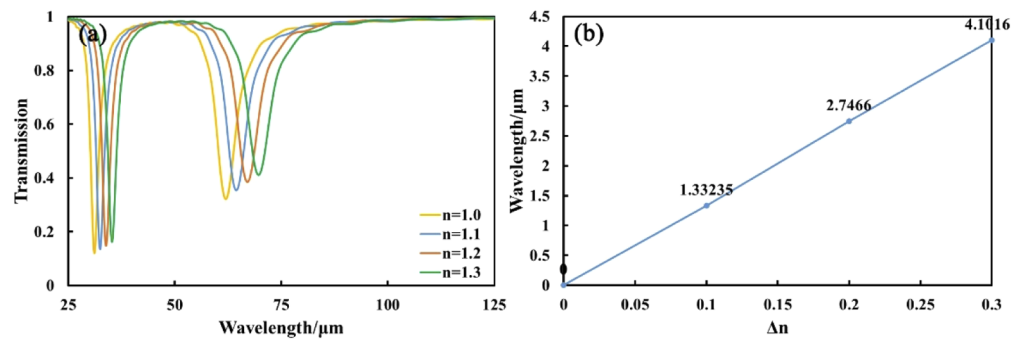 (a)
1
0.8
0.6
0.4
0.2
0
Transmission
25 50 75 100 125
Wavelength/μm
n=1.0
n=1.1
n=1.2
n=1.3
(b)
4.5
4
3.5
3
2.5
2
1.5
1
0.5
0
Wavelength/μm
0
1.33235
2.7466
4.1016
0 0.05 0.1 0.15 0.2 0.25 0.3
Δn